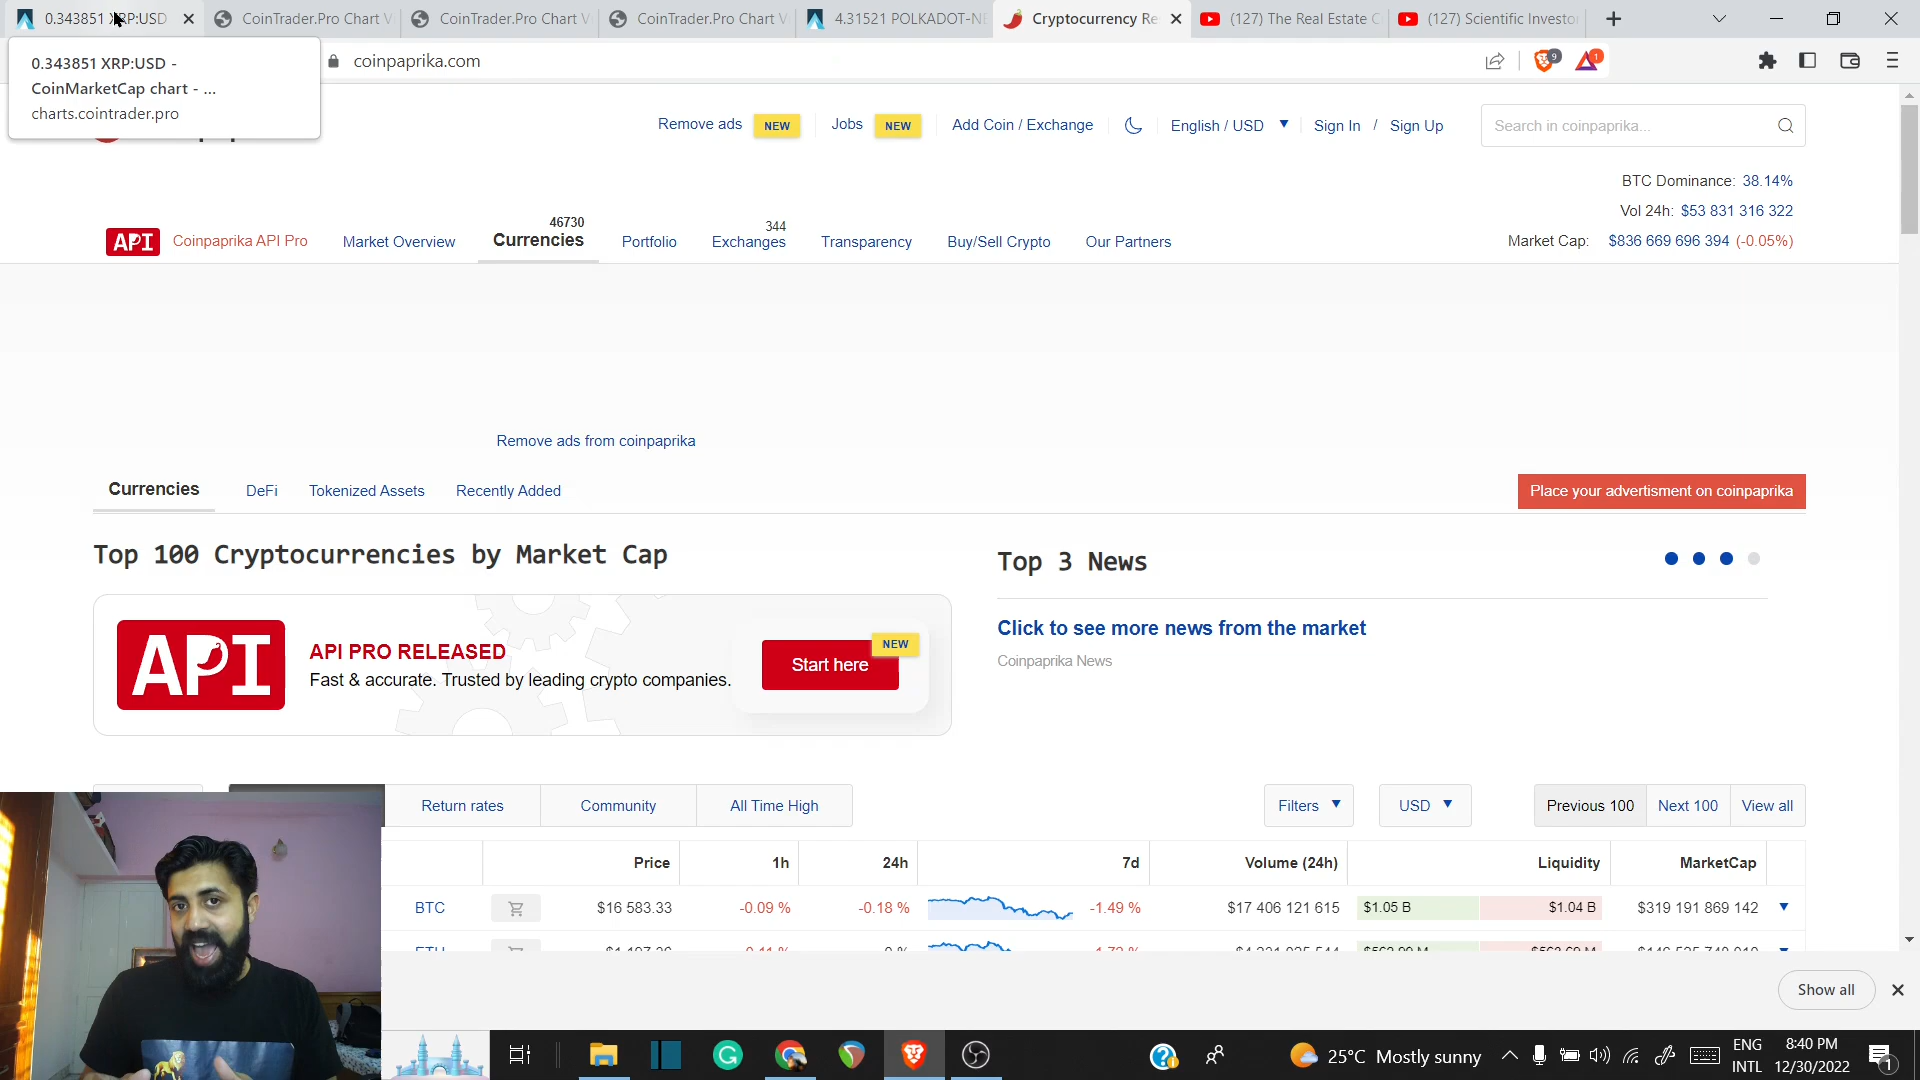 0.343851 XRP:USD
CoinTrader.Pro Chart V
CoinTrader.Pro Chart V
CoinTrader.Pro Chart V
4.31521 POLKADOT-NE
Cryptocurrency Re
(127) The Real Estate C
(127) Scientific Investor
0.343851 XRP:USD -
CoinMarketCap chart - ...
charts.cointrader.pro
coinpaprika.com
9
1
Remove ads NEW
Jobs NEW
Add Coin / Exchange
English / USD
Sign In / Sign Up
Search in coinpaprika...
BTC Dominance: 38.14%
Vol 24h: $53 831 316 322
Market Cap: $836 669 696 394 (-0.05%)
API Coinpaprika API Pro
Market Overview
46730
Currencies
Portfolio
344
Exchanges
Transparency
Buy/Sell Crypto
Our Partners
Remove ads from coinpaprika
Currencies
DeFi
Tokenized Assets
Recently Added
Place your advertisment on coinpaprika
Top 100 Cryptocurrencies by Market Cap
Top 3 News
API
API PRO RELEASED
Fast & accurate. Trusted by leading crypto companies.
NEW
Start here
Click to see more news from the market
Coinpaprika News
Return rates
Community
All Time High
Filters
USD
Previous 100
Next 100
View all
Price 1h 24h 7d Volume (24h) Liquidity MarketCap
BTC $16 583.33 -0.09 % -0.18 % -1.49 % $17 406 121 615 $1.05 B $1.04 B $319 191 869 142
Show all
25°C Mostly sunny
ENG
INTL
8:40 PM
12/30/2022
1